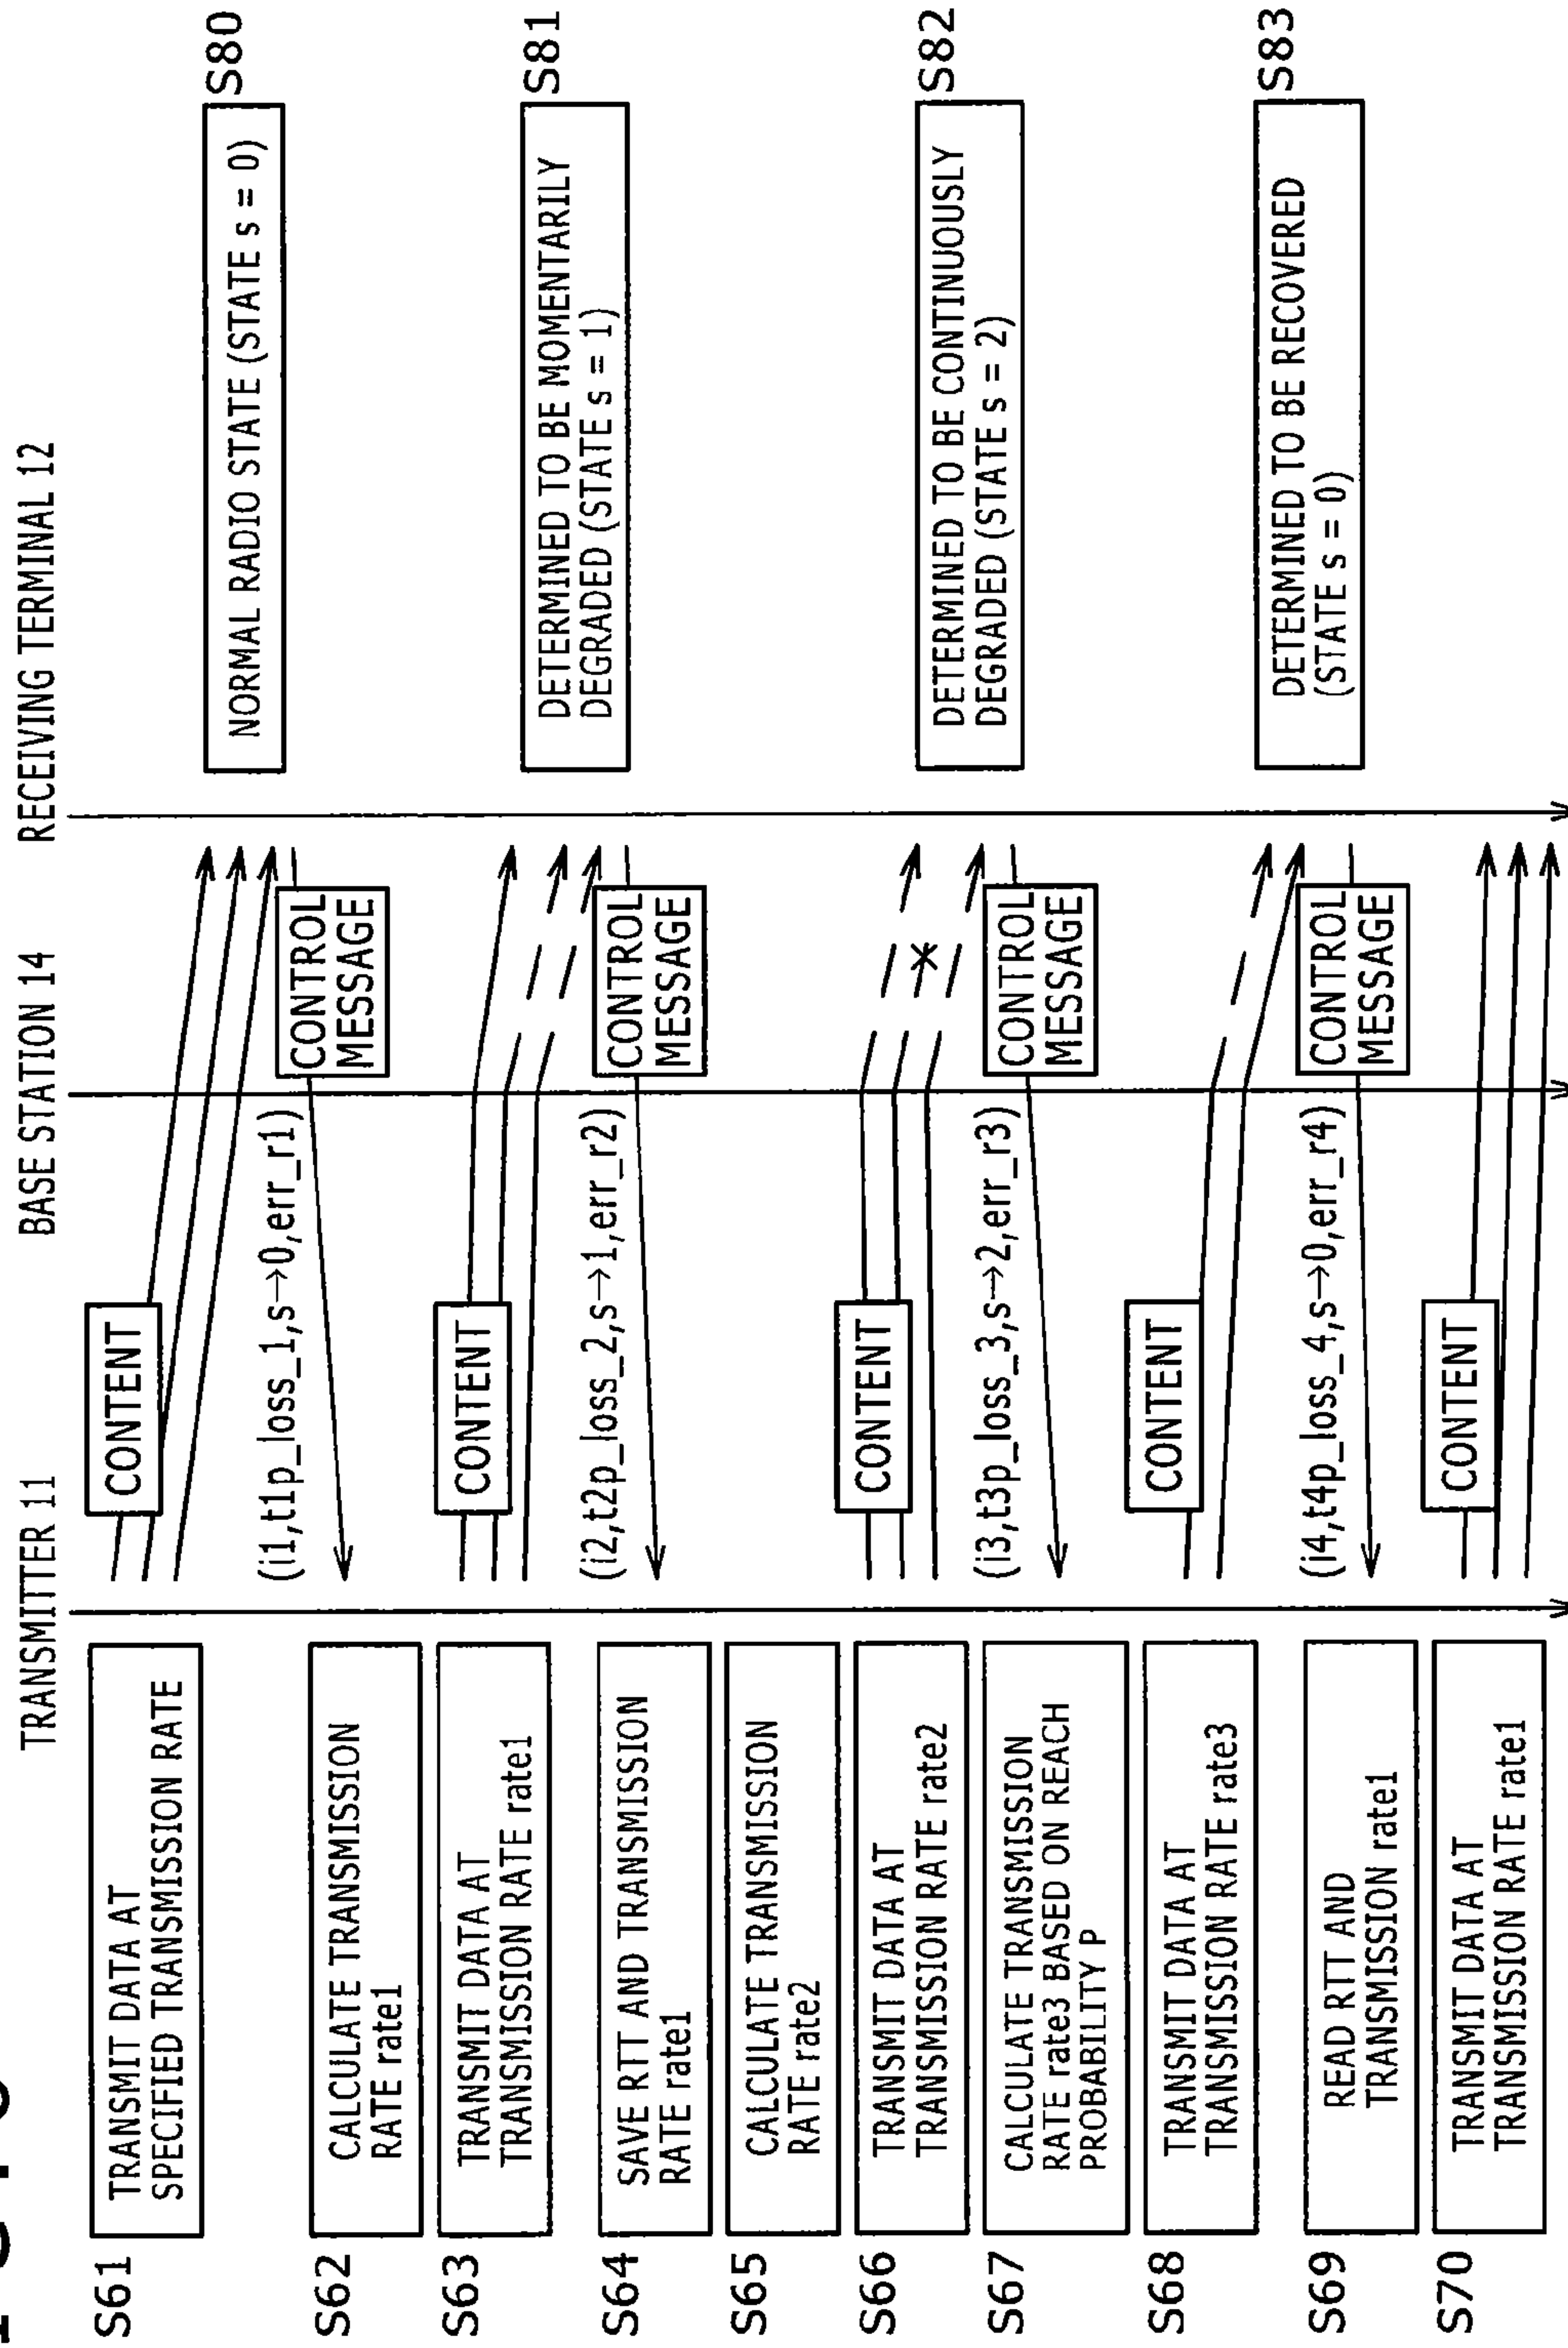 TRANSMITTER 11
BASE STATION 14
RECEIVING TERMINAL 12
S61
TRANSMIT DATA AT
SPECIFIED TRANSMISSION RATE
CONTENT
NORMAL RADIO STATE (STATE s = 0)
S80
(i1,t1p_loss_1,s→0,err_r1)
CONTROL
MESSAGE
S62
CALCULATE TRANSMISSION
RATE rate1
S63
TRANSMIT DATA AT
TRANSMISSION RATE rate1
CONTENT
DETERMINED TO BE MOMENTARILY
DEGRADED (STATE s = 1)
S81
(i2,t2p_loss_2,s→1,err_r2)
CONTROL
MESSAGE
S64
SAVE RTT AND TRANSMISSION
RATE rate1
S65
CALCULATE TRANSMISSION
RATE rate2
S66
TRANSMIT DATA AT
TRANSMISSION RATE rate2
CONTENT
DETERMINED TO BE CONTINUOUSLY
DEGRADED (STATE s = 2)
S82
(i3,t3p_loss_3,s→2,err_r3)
CONTROL
MESSAGE
S67
CALCULATE TRANSMISSION
RATE rate3 BASED ON REACH
PROBABILITY P
S68
TRANSMIT DATA AT
TRANSMISSION RATE rate3
CONTENT
DETERMINED TO BE RECOVERED
(STATE s = 0)
S83
(i4,t4p_loss_4,s→0,err_r4)
CONTROL
MESSAGE
S69
READ RTT AND
TRANSMISSION rate1
S70
TRANSMIT DATA AT
TRANSMISSION RATE rate1
CONTENT